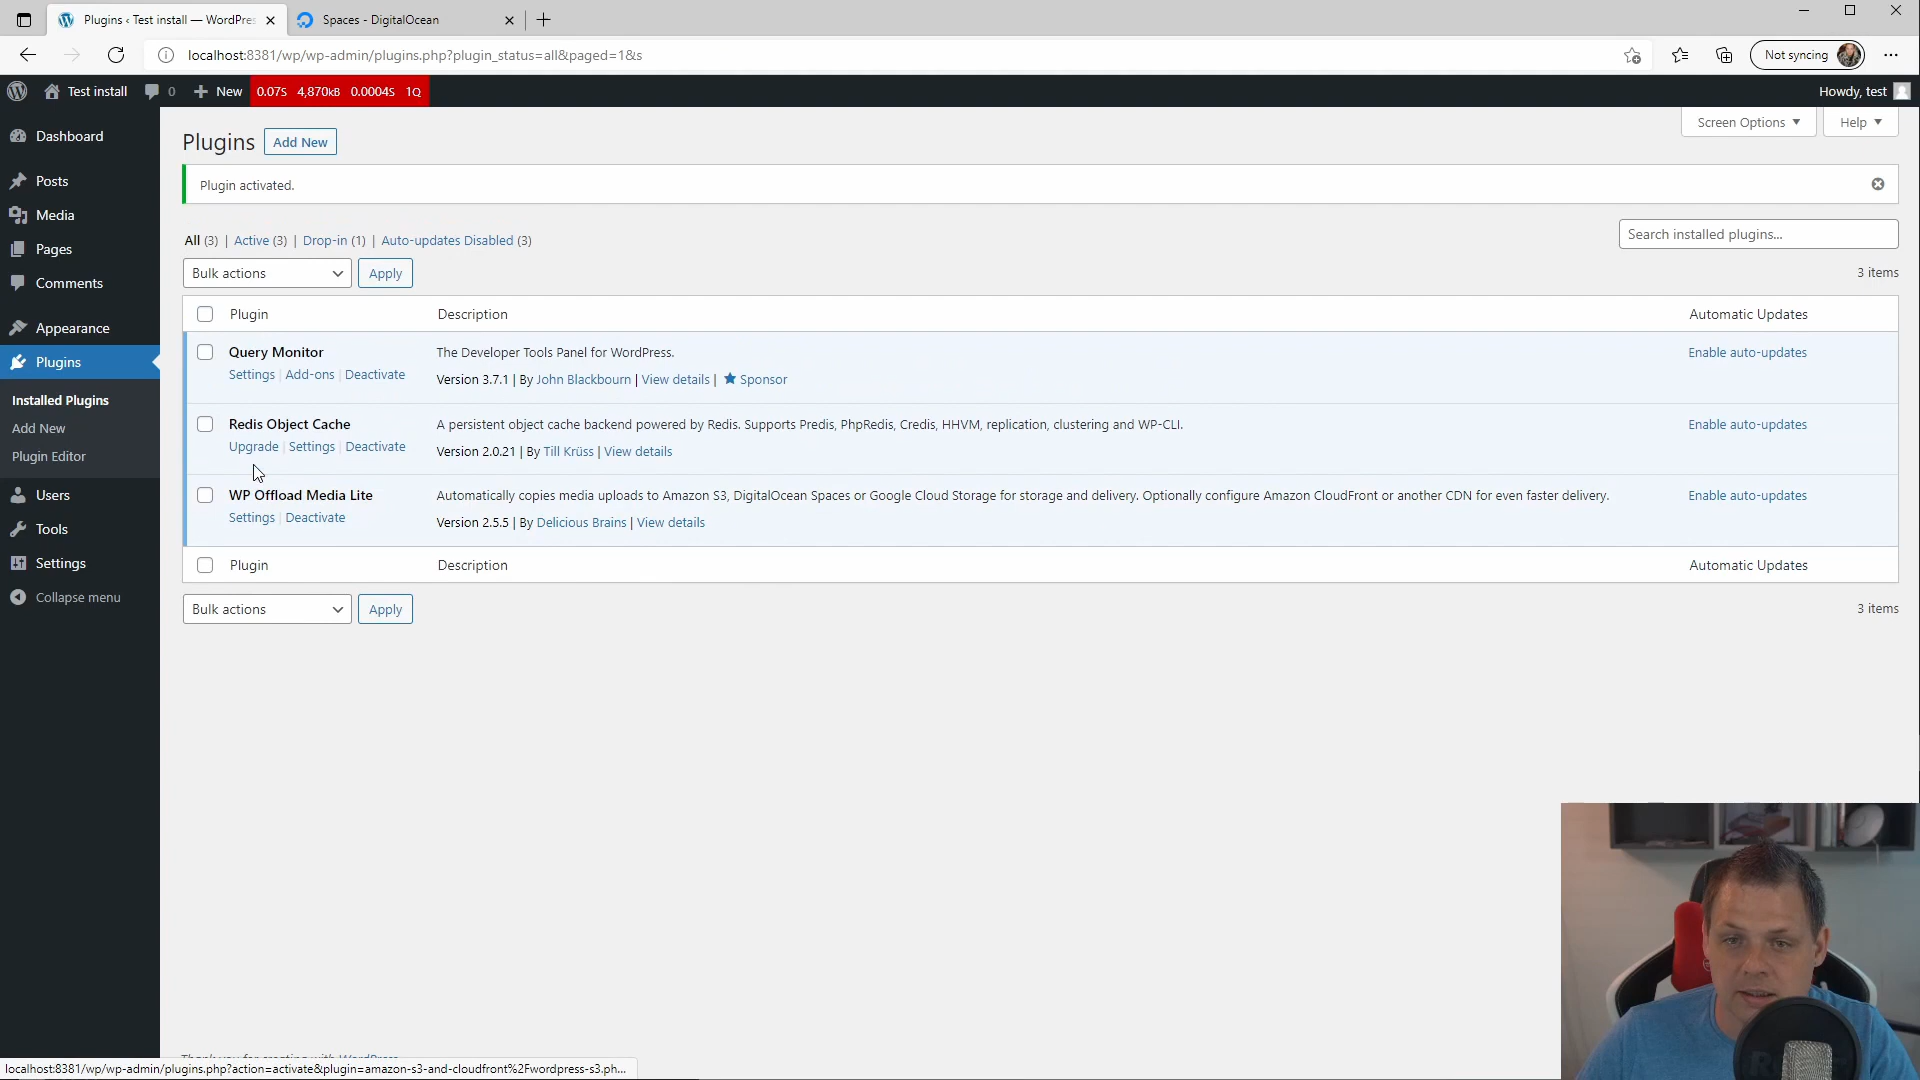 Plugins ‹ Test install — WordPres
Spaces - DigitalOcean
localhost:8381/wp/wp-admin/plugins.php?plugin_status=all&paged=1&s
Not syncing
Test install
0
New
0.07S 4,870KB 0.0004S 1Q
Howdy, test
Dashboard
Posts
Media
Pages
Comments
Appearance
Plugins
Installed Plugins
Add New
Plugin Editor
Users
Tools
Settings
Collapse menu
Screen Options
Help
Plugins
Add New
Plugin activated.
All (3) | Active (3) | Drop-in (1) | Auto-updates Disabled (3)
Search installed plugins...
Bulk actions
Apply
3 items
Plugin
Description
Automatic Updates
Query Monitor
Settings | Add-ons | Deactivate
The Developer Tools Panel for WordPress.
Version 3.7.1 | By John Blackbourn | View details | Sponsor
Enable auto-updates
Redis Object Cache
Upgrade | Settings | Deactivate
A persistent object cache backend powered by Redis. Supports Predis, PhpRedis, Credis, HHVM, replication, clustering and WP-CLI.
Version 2.0.21 | By Till Krüss | View details
Enable auto-updates
WP Offload Media Lite
Settings | Deactivate
Automatically copies media uploads to Amazon S3, DigitalOcean Spaces or Google Cloud Storage for storage and delivery. Optionally configure Amazon CloudFront or another CDN for even faster delivery.
Version 2.5.5 | By Delicious Brains | View details
Enable auto-updates
Plugin
Description
Automatic Updates
Bulk actions
Apply
3 items
Thank you for creating with WordPress
localhost:8381/wp/wp-admin/plugins.php?action=activate&plugin=amazon-s3-and-cloudfront%2Fwordpress-s3.ph...